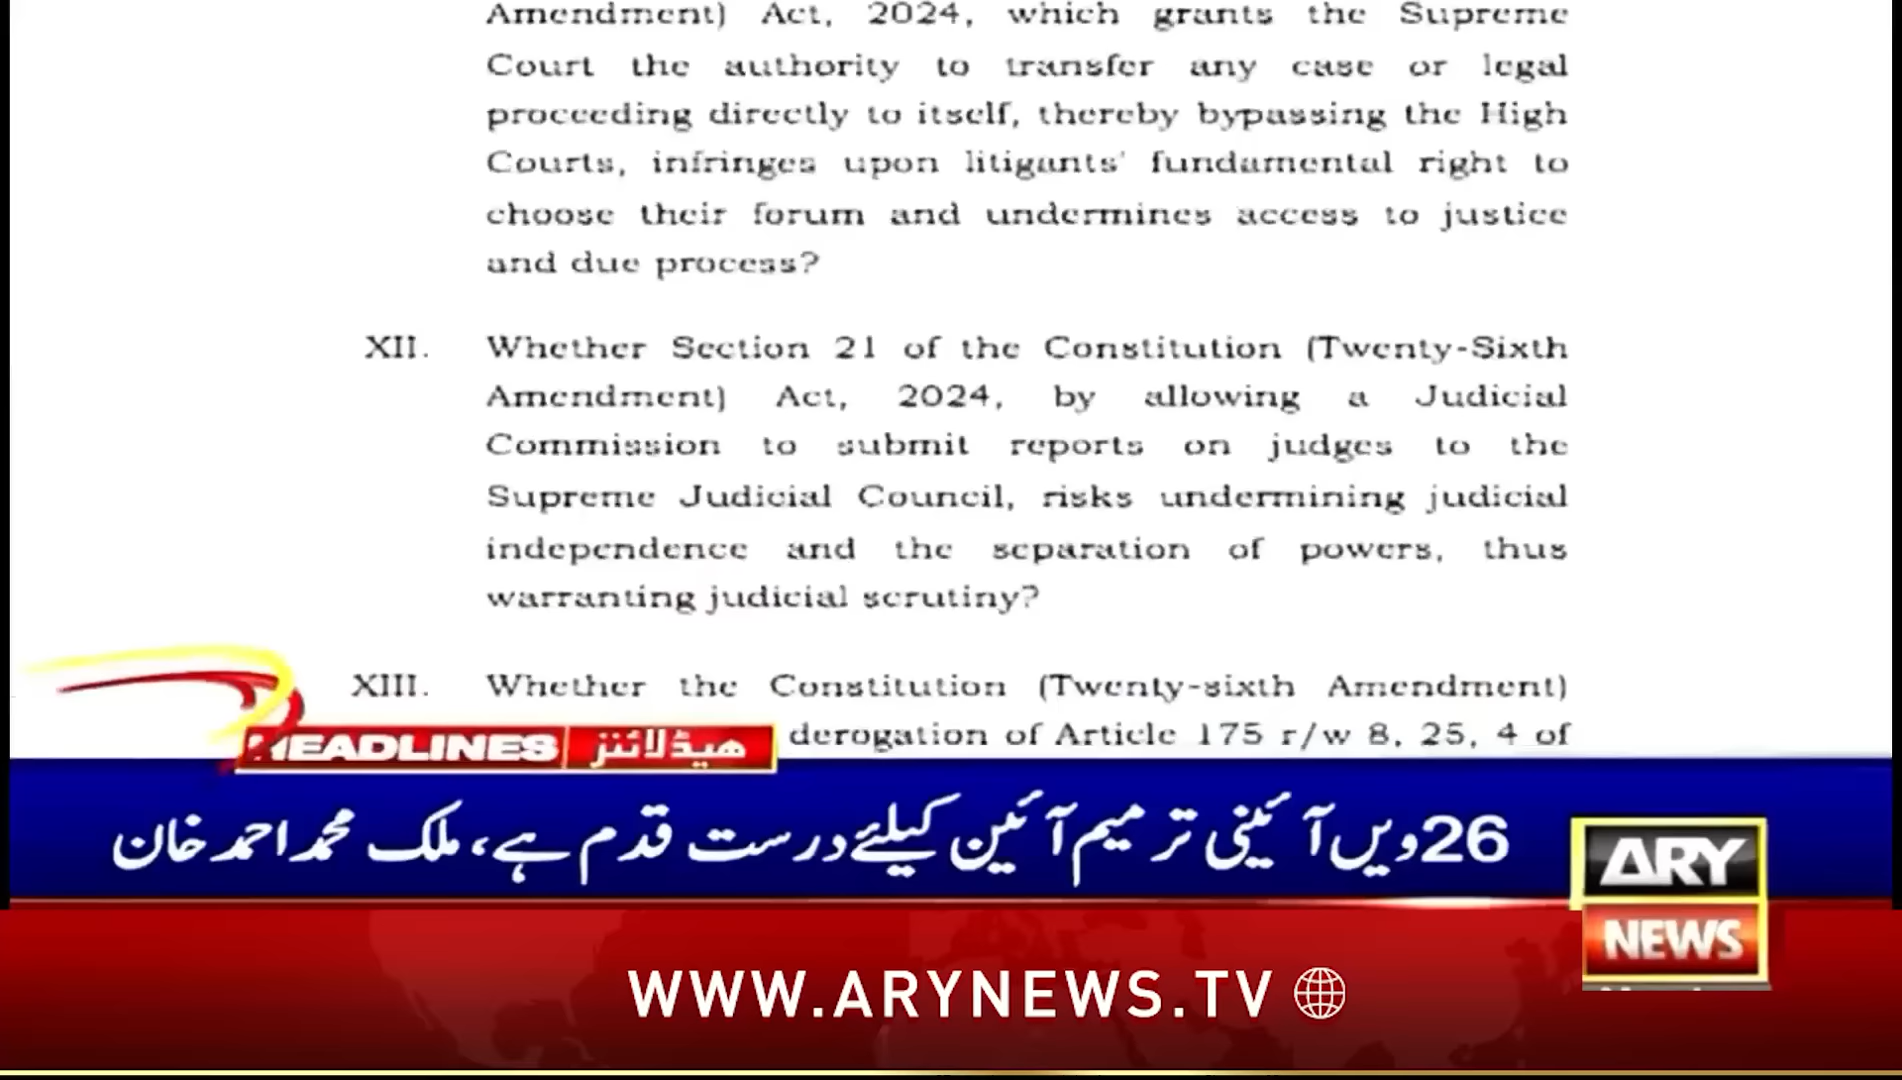 Amendment) Act, 2024, which grants the Supreme
Court the authority to transfer any case or legal
proceeding directly to itself, thereby bypassing the High
Courts, infringes upon litigants' fundamental right to
choose their forum and undermines access to justice
and due process?
XII. Whether Section 21 of the Constitution (Twenty-Sixth
Amendment) Act, 2024, by allowing a Judicial
Commission to submit reports on judges to the
Supreme Judicial Council, risks undermining judicial
independence and the separation of powers, thus
warranting judicial scrutiny?
XIII. Whether the Constitution (Twenty-sixth Amendment)
derogation of Article 175 r/w 8, 25, 4 of
HEADLINES ھیڈلائنز
26ویں آئینی ترمیم آئین کیلئے درست قدم ہے، ملک محمد احمد خان
ARY
NEWS
WWW.ARYNEWS.TV